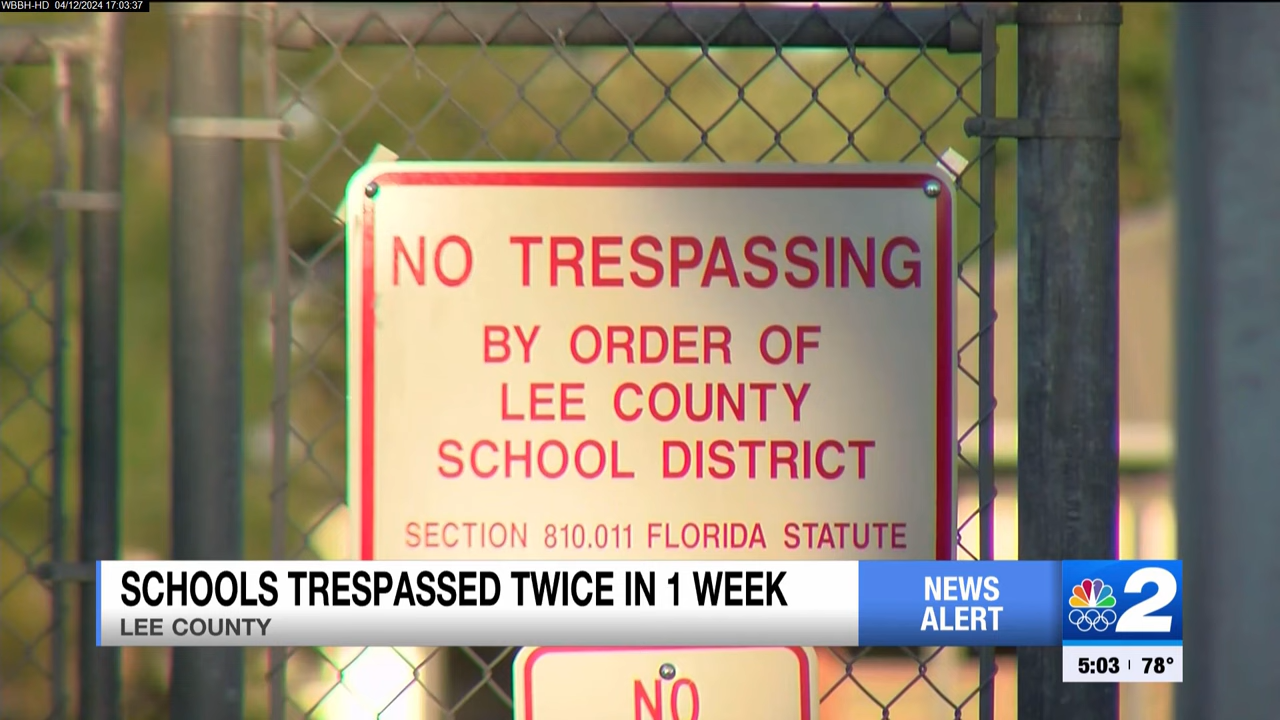 WBBH-HD 04/12/2024 17:03:37
NO TRESPASSING
BY ORDER OF
LEE COUNTY
SCHOOL DISTRICT
SECTION 810.011 FLORIDA STATUTE
SCHOOLS TRESPASSED TWICE IN 1 WEEK
LEE COUNTY
NEWS
ALERT
2
5:03 78°
NO